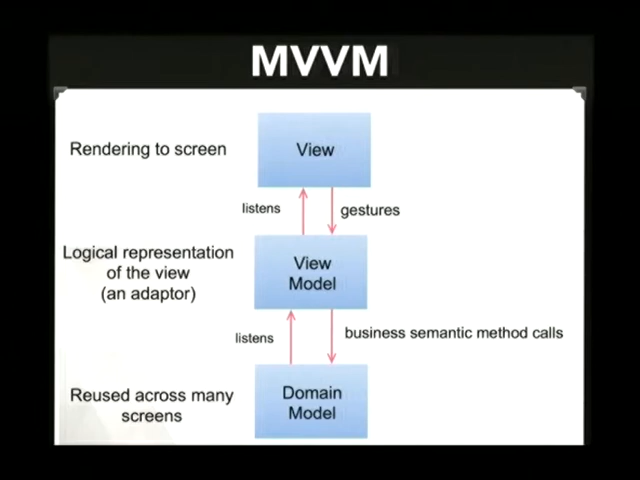 MVVM
Rendering to screen
View
listens
gestures
Logical representation
of the view
(an adaptor)
View
Model
listens
business semantic method calls
Reused across many
screens
Domain
Model